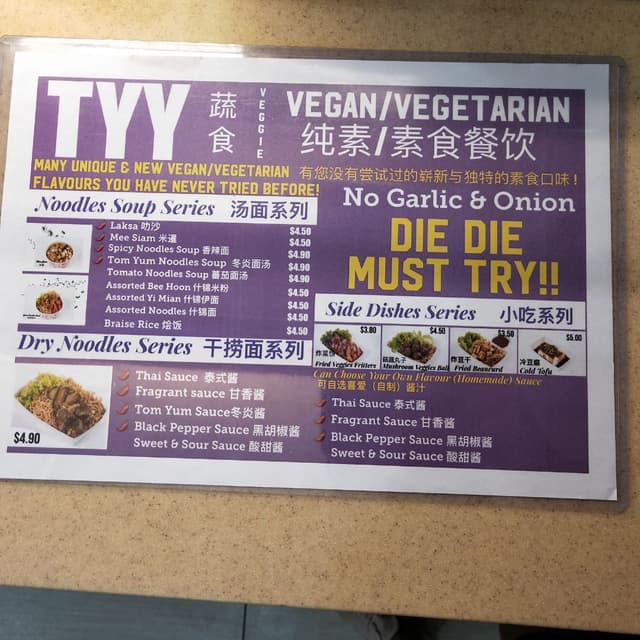 TYY
蔬食
VEGGIE
VEGAN/VEGETARIAN
纯素/素食餐饮
MANY UNIQUE & NEW VEGAN/VEGETARIAN
FLAVOURS YOU HAVE NEVER TRIED BEFORE!
有您没有尝试过的崭新与独特的素食口味！
No Garlic & Onion
DIE DIE
MUST TRY!!
Noodles Soup Series 汤面系列
Laksa 叻沙 $4.50
Mee Siam 米暹 $4.50
Spicy Noodles Soup 香辣面 $4.90
Tom Yum Noodles Soup 冬炎面汤 $4.90
Tomato Noodles Soup 蕃茄面汤 $4.90
Assorted Bee Hoon 什锦米粉 $4.50
Assorted Yi Mian 什锦伊面 $4.50
Assorted Noodles 什锦面 $4.50
Braise Rice 烩饭 $4.50
Dry Noodles Series 干捞面系列
$4.90
Thai Sauce 泰式酱
Fragrant sauce 甘香酱
Tom Yum Sauce冬炎酱
Black Pepper Sauce 黑胡椒酱
Sweet & Sour Sauce 酸甜酱
Side Dishes Series 小吃系列
$3.80 $4.50 $3.50 $5.00
炸菜饼 菇蔬丸子 炸豆干 冷豆腐
Fried Veggies Fritters Mushroom Veggies Ball Fried Beancurd Cold Tofu
Can Choose Your Own Flavour (Homemade) Sauce
可自选喜爱（自制）酱汁
Thai Sauce 泰式酱
Fragrant Sauce 甘香酱
Black Pepper Sauce 黑胡椒酱
Sweet & Sour Sauce 酸甜酱